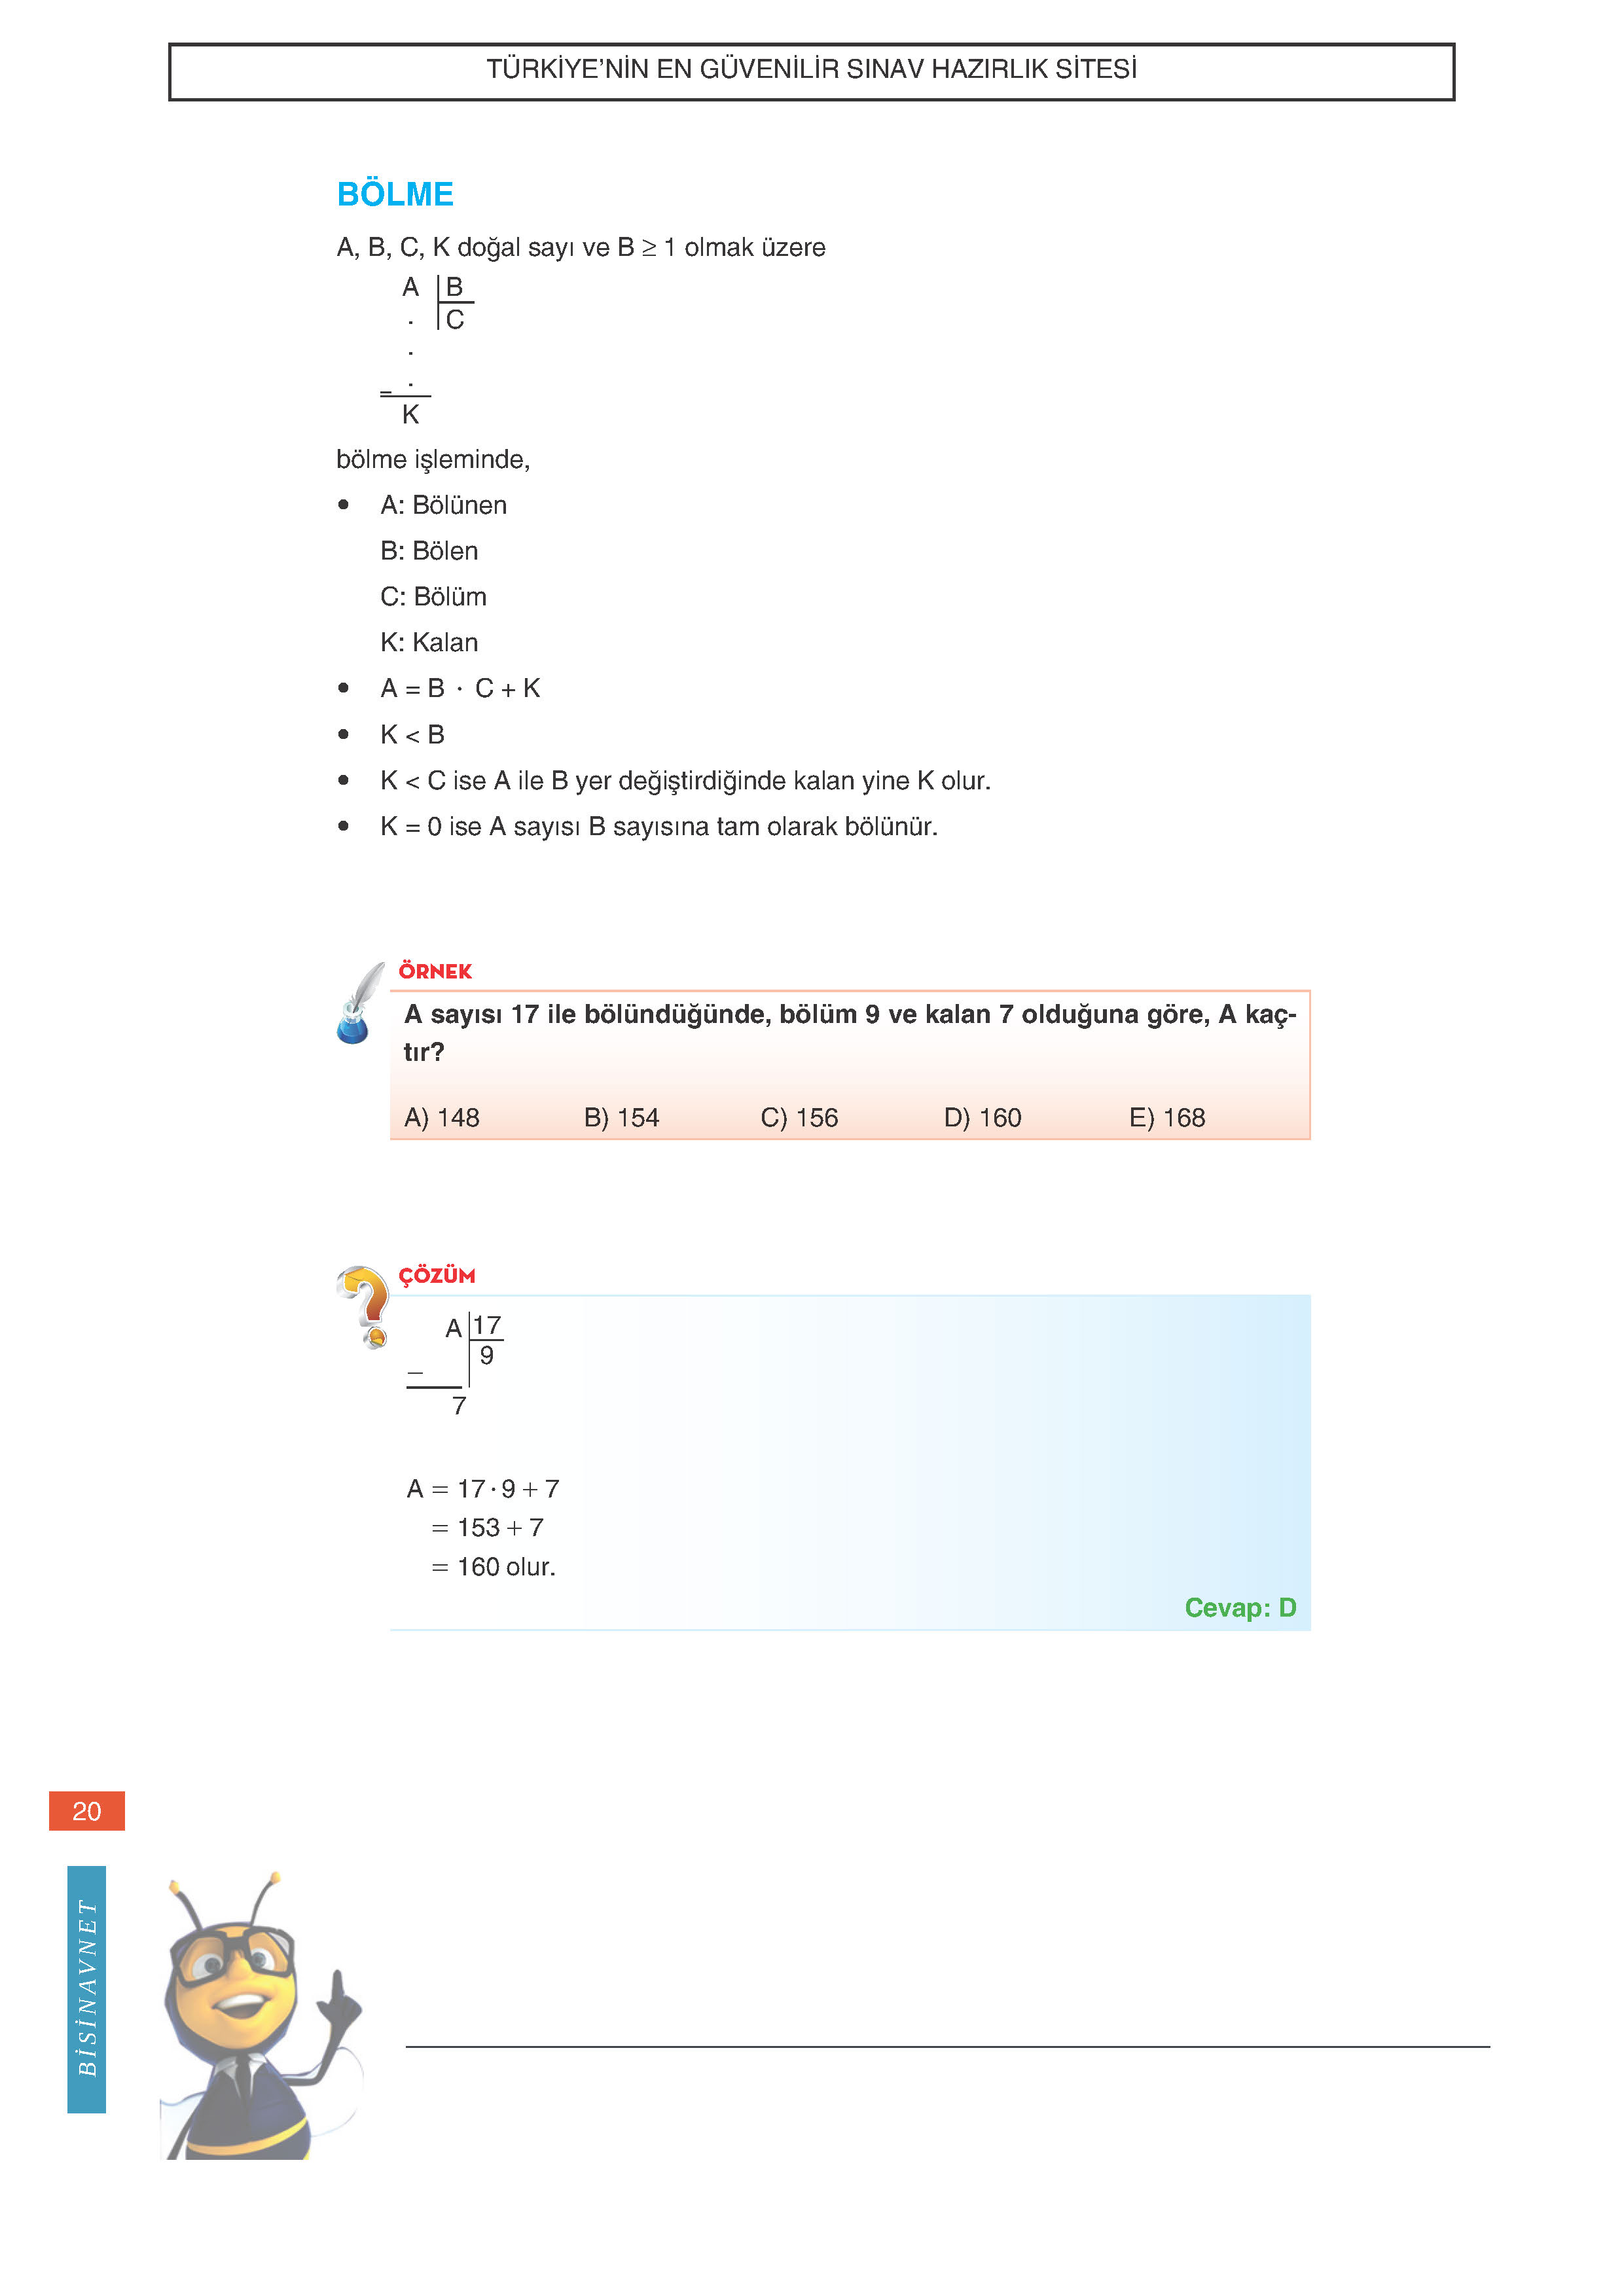 TÜRKİYE'NİN EN GÜVENİLİR SINAV HAZIRLIK SİTESİ
BÖLME
A, B, C, K doğal sayı ve B ≥ 1 olmak üzere
A B
. C
.
.
–
K
bölme işleminde,
• A: Bölünen
B: Bölen
C: Bölüm
K: Kalan
• A = B · C + K
• K < B
• K < C ise A ile B yer değiştirdiğinde kalan yine K olur.
• K = 0 ise A sayısı B sayısına tam olarak bölünür.
ÖRNEK
A sayısı 17 ile bölündüğünde, bölüm 9 ve kalan 7 olduğuna göre, A kaç-
tır?
A) 148 B) 154 C) 156 D) 160 E) 168
ÇÖZÜM
A 17
9
–
7
A = 17 · 9 + 7
= 153 + 7
= 160 olur.
Cevap: D
20
BİSİNAVNET